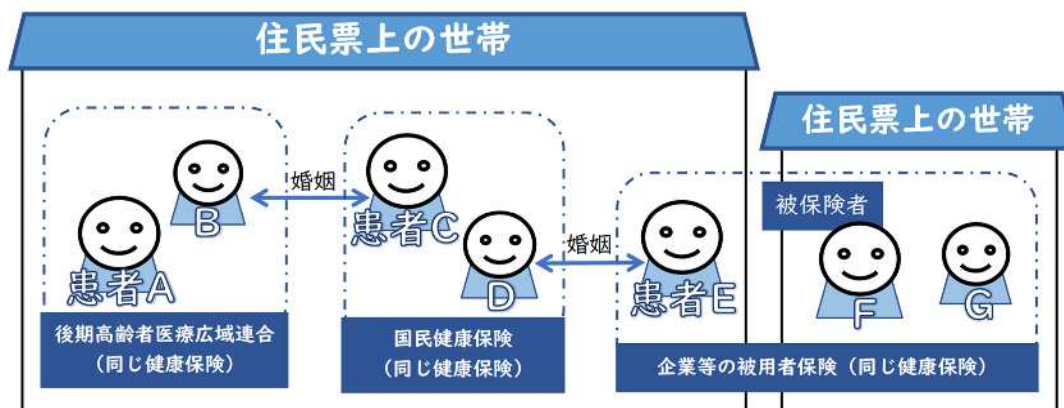 住民票上の世帯
住民票上の世帯
婚姻
被保険者
B
患者C
婚姻
患者A
D
患者E
F
G
後期高齢者医療広域連合
(同じ健康保険)
国民健康保険
(同じ健康保険)
企業等の被用者保険(同じ健康保険)